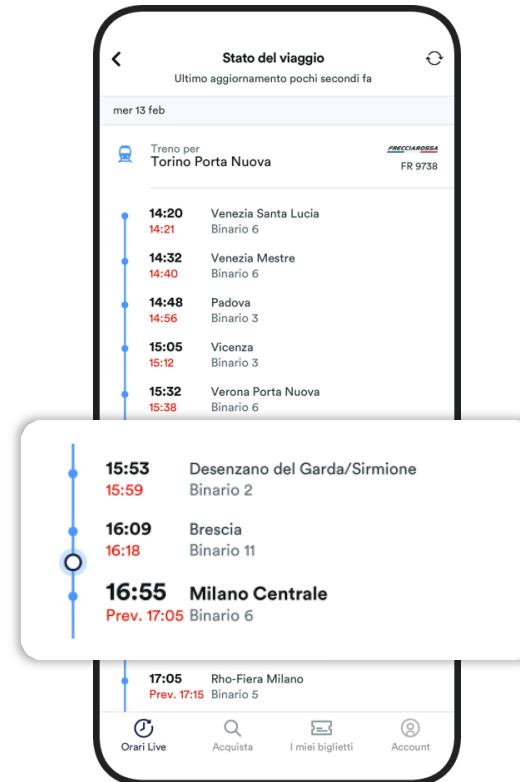 Stato del viaggio
Ultimo aggiornamento pochi secondi fa
mer 13 feb
Treno per
Torino Porta Nuova
FRECCIAROSSA
FR 9738
14:20 Venezia Santa Lucia
14:21 Binario 6
14:32 Venezia Mestre
14:40 Binario 6
14:48 Padova
14:56 Binario 3
15:05 Vicenza
15:12 Binario 3
15:32 Verona Porta Nuova
15:38 Binario 6
15:53 Desenzano del Garda/Sirmione
15:59 Binario 2
16:09 Brescia
16:18 Binario 11
16:55 Milano Centrale
Prev. 17:05 Binario 6
17:05 Rho-Fiera Milano
Prev. 17:15 Binario 5
Orari Live Acquista I miei biglietti Account